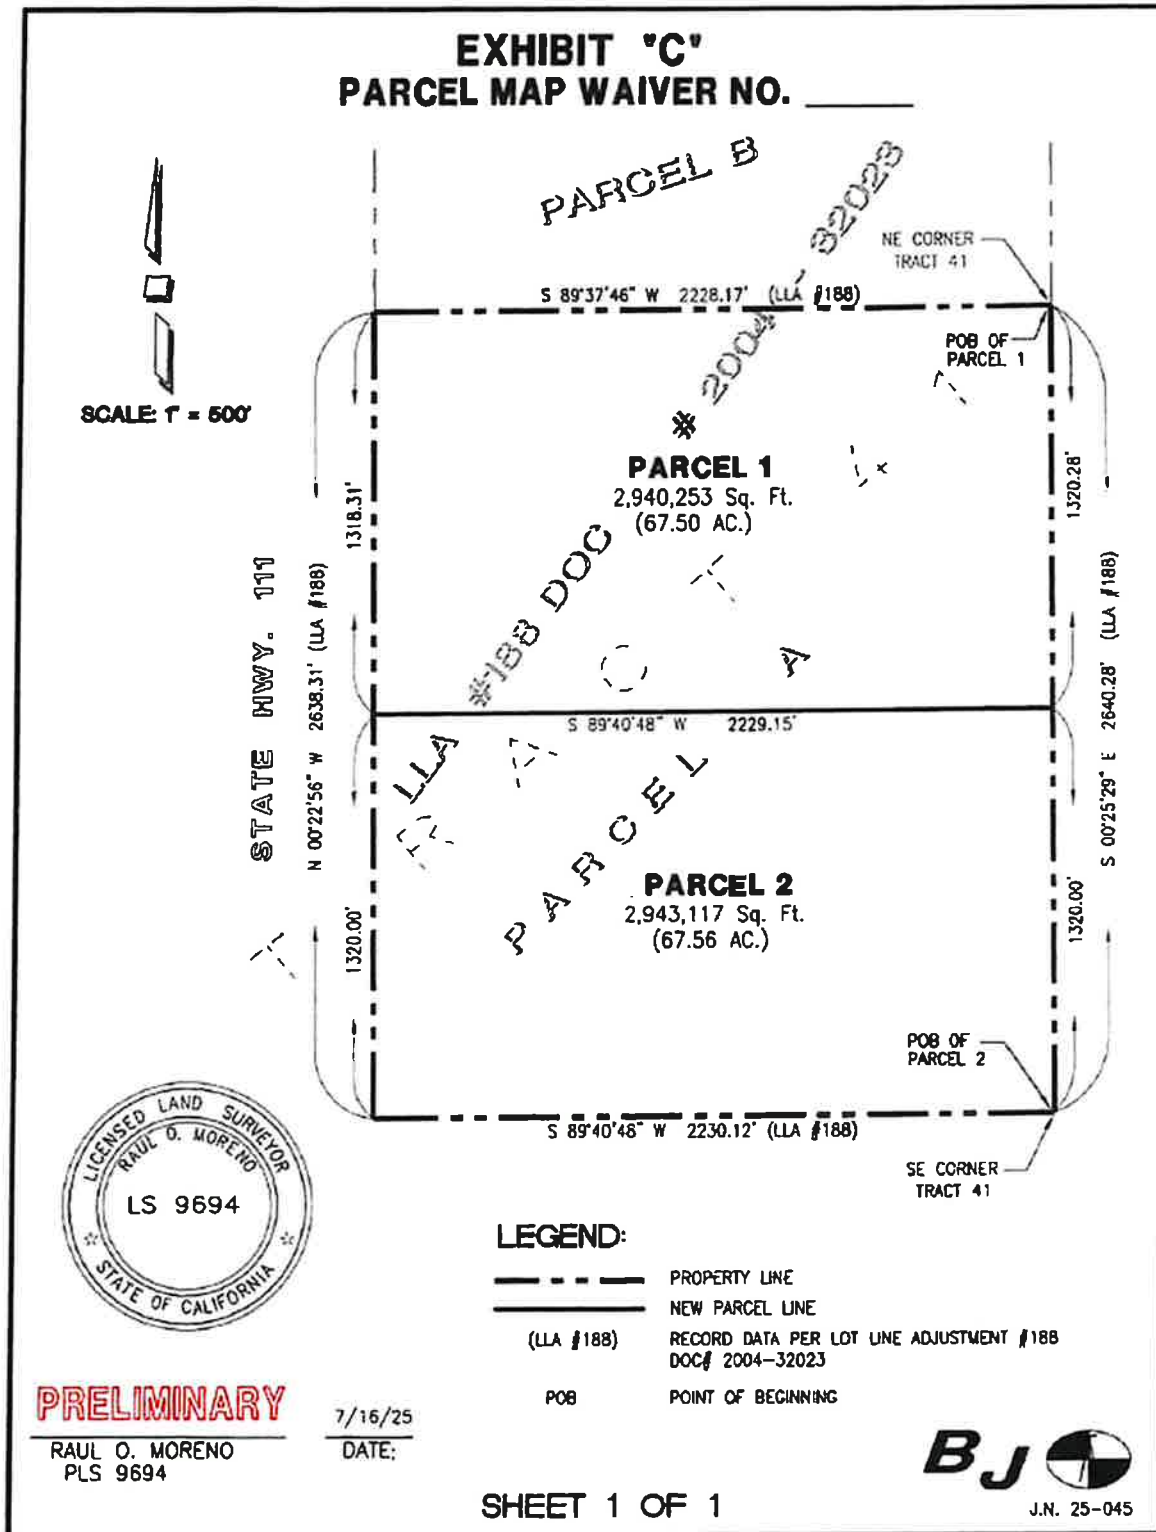 EXHIBIT "C"
PARCEL MAP WAIVER NO. ______
PARCEL B
NE CORNER
TRACT 41
S 89°37'46" W 2228.17' (LLA #188)
POB OF
PARCEL 1
SCALE: 1" = 500'
LLA #188 DOC # 2004-32023
PARCEL 1
2,940,253 Sq. Ft.
(67.50 AC.)
1318.31'
1320.28'
STATE HWY. 111
N 00°22'56" W 2638.31' (LLA #188)
S 00°25'29" E 2640.28' (LLA #188)
TRACT 41
S 89°40'48" W 2229.15'
PARCEL A
PARCEL 2
2,943,117 Sq. Ft.
(67.56 AC.)
1320.00'
1320.00'
POB OF
PARCEL 2
S 89°40'48" W 2230.12' (LLA #188)
SE CORNER
TRACT 41
LICENSED LAND SURVEYOR
RAUL O. MORENO
LS 9694
STATE OF CALIFORNIA
LEGEND:
PROPERTY LINE
NEW PARCEL LINE
(LLA #188) RECORD DATA PER LOT LINE ADJUSTMENT #188
DOC# 2004-32023
POB POINT OF BEGINNING
PRELIMINARY
RAUL O. MORENO
PLS 9694
7/16/25
DATE:
BJ
J.N. 25-045
SHEET 1 OF 1